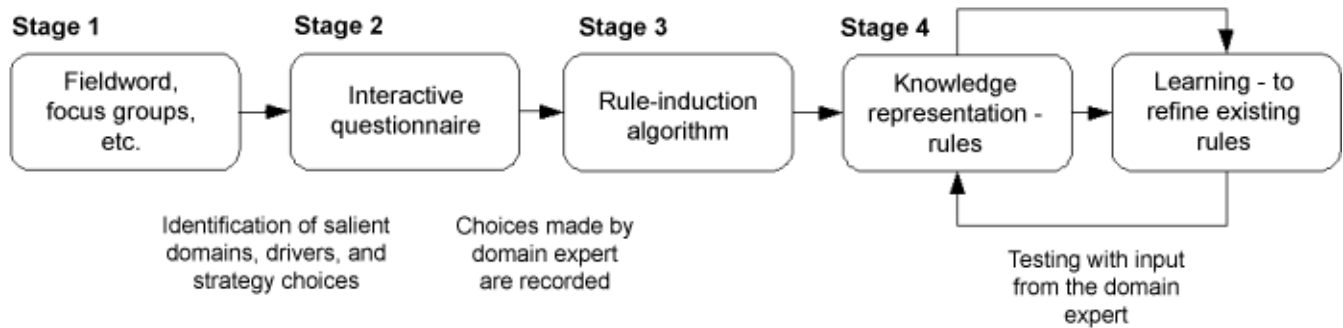 Stage 1
Stage 2
Stage 3
Stage 4
Fieldword,
focus groups,
etc.
Interactive
questionnaire
Rule-induction
algorithm
Knowledge
representation -
rules
Learning - to
refine existing
rules
Identification of salient
domains, drivers, and
strategy choices
Choices made by
domain expert
are recorded
Testing with input
from the domain
expert